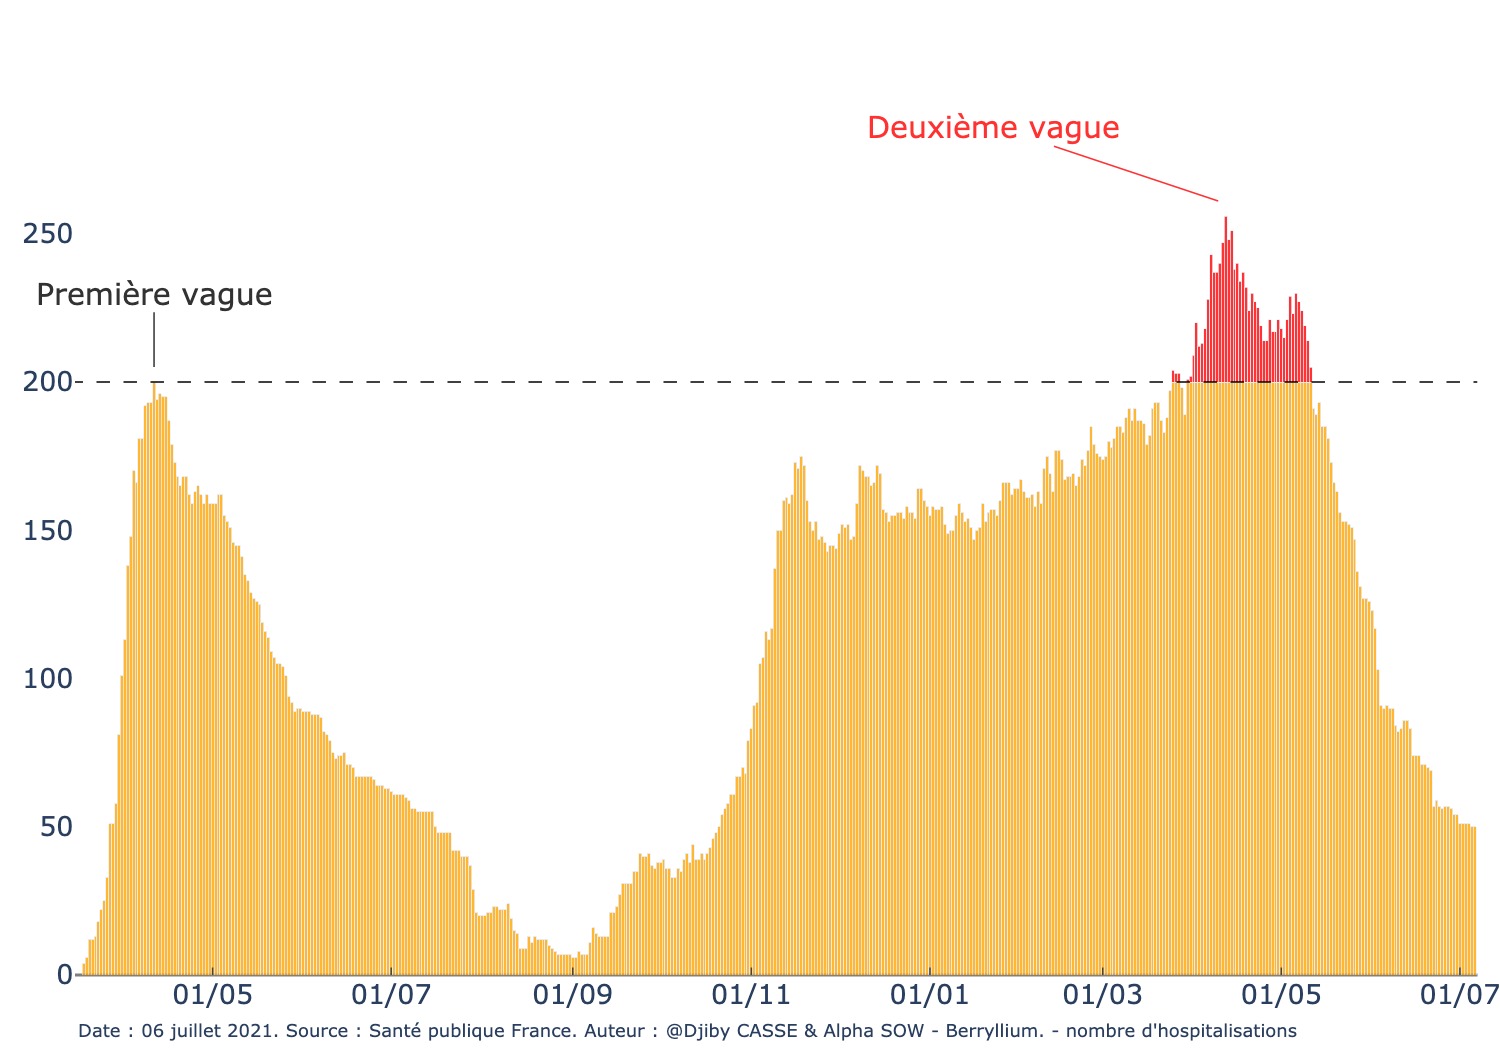 Deuxième vague
250
Première vague
200
150
100
50
0
01/05 01/07 01/09 01/11 01/01 01/03 01/05 01/07
Date : 06 juillet 2021. Source : Santé publique France. Auteur : @Djiby CASSE & Alpha SOW - Berryllium. - nombre d'hospitalisations